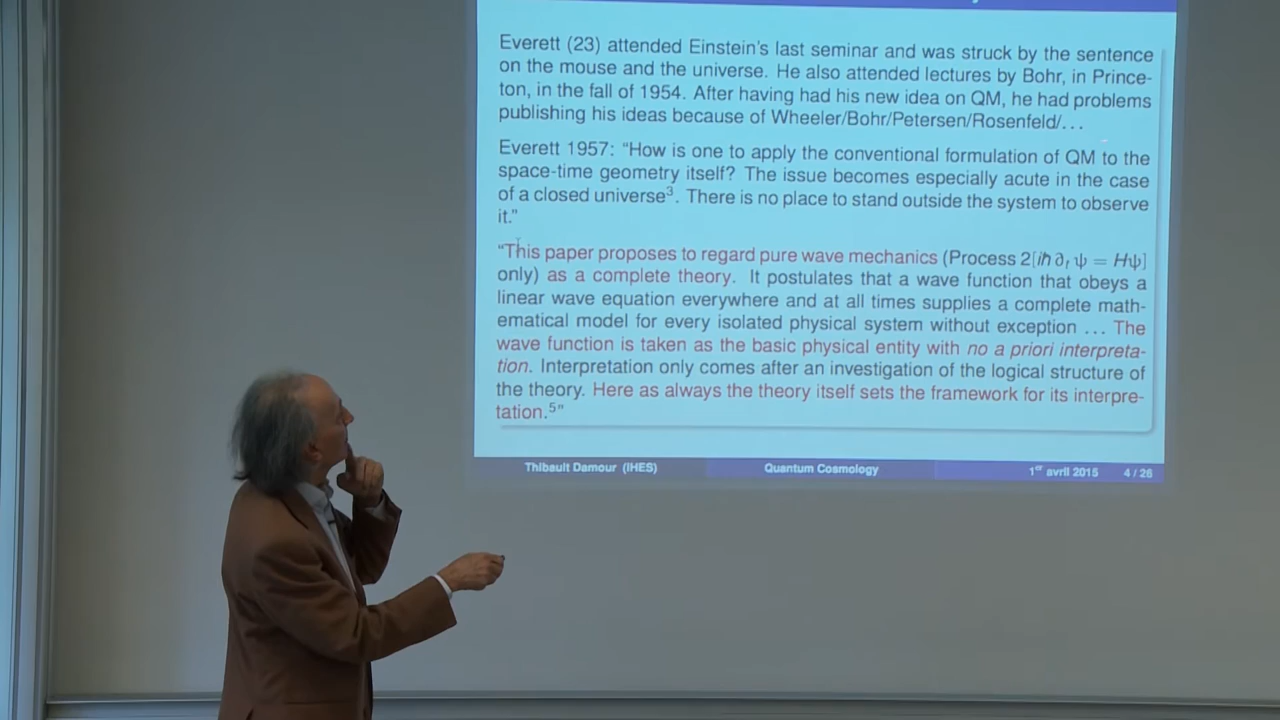 Everett (23) attended Einstein's last seminar and was struck by the sentence
on the mouse and the universe. He also attended lectures by Bohr, in Prince-
ton, in the fall of 1954. After having had his new idea on QM, he had problems
publishing his ideas because of Wheeler/Bohr/Petersen/Rosenfeld/...
Everett 1957: “How is one to apply the conventional formulation of QM to the
space-time geometry itself? The issue becomes especially acute in the case
of a closed universe³. There is no place to stand outside the system to observe
it.”
“This paper proposes to regard pure wave mechanics (Process 2[iħ ∂ₜ ψ = Hψ]
only) as a complete theory. It postulates that a wave function that obeys a
linear wave equation everywhere and at all times supplies a complete math-
ematical model for every isolated physical system without exception ... The
wave function is taken as the basic physical entity with no a priori interpreta-
tion. Interpretation only comes after an investigation of the logical structure of
the theory. Here as always the theory itself sets the framework for its interpre-
tation.⁵”
Thibault Damour (IHES) Quantum Cosmology 1er avril 2015 4 / 26